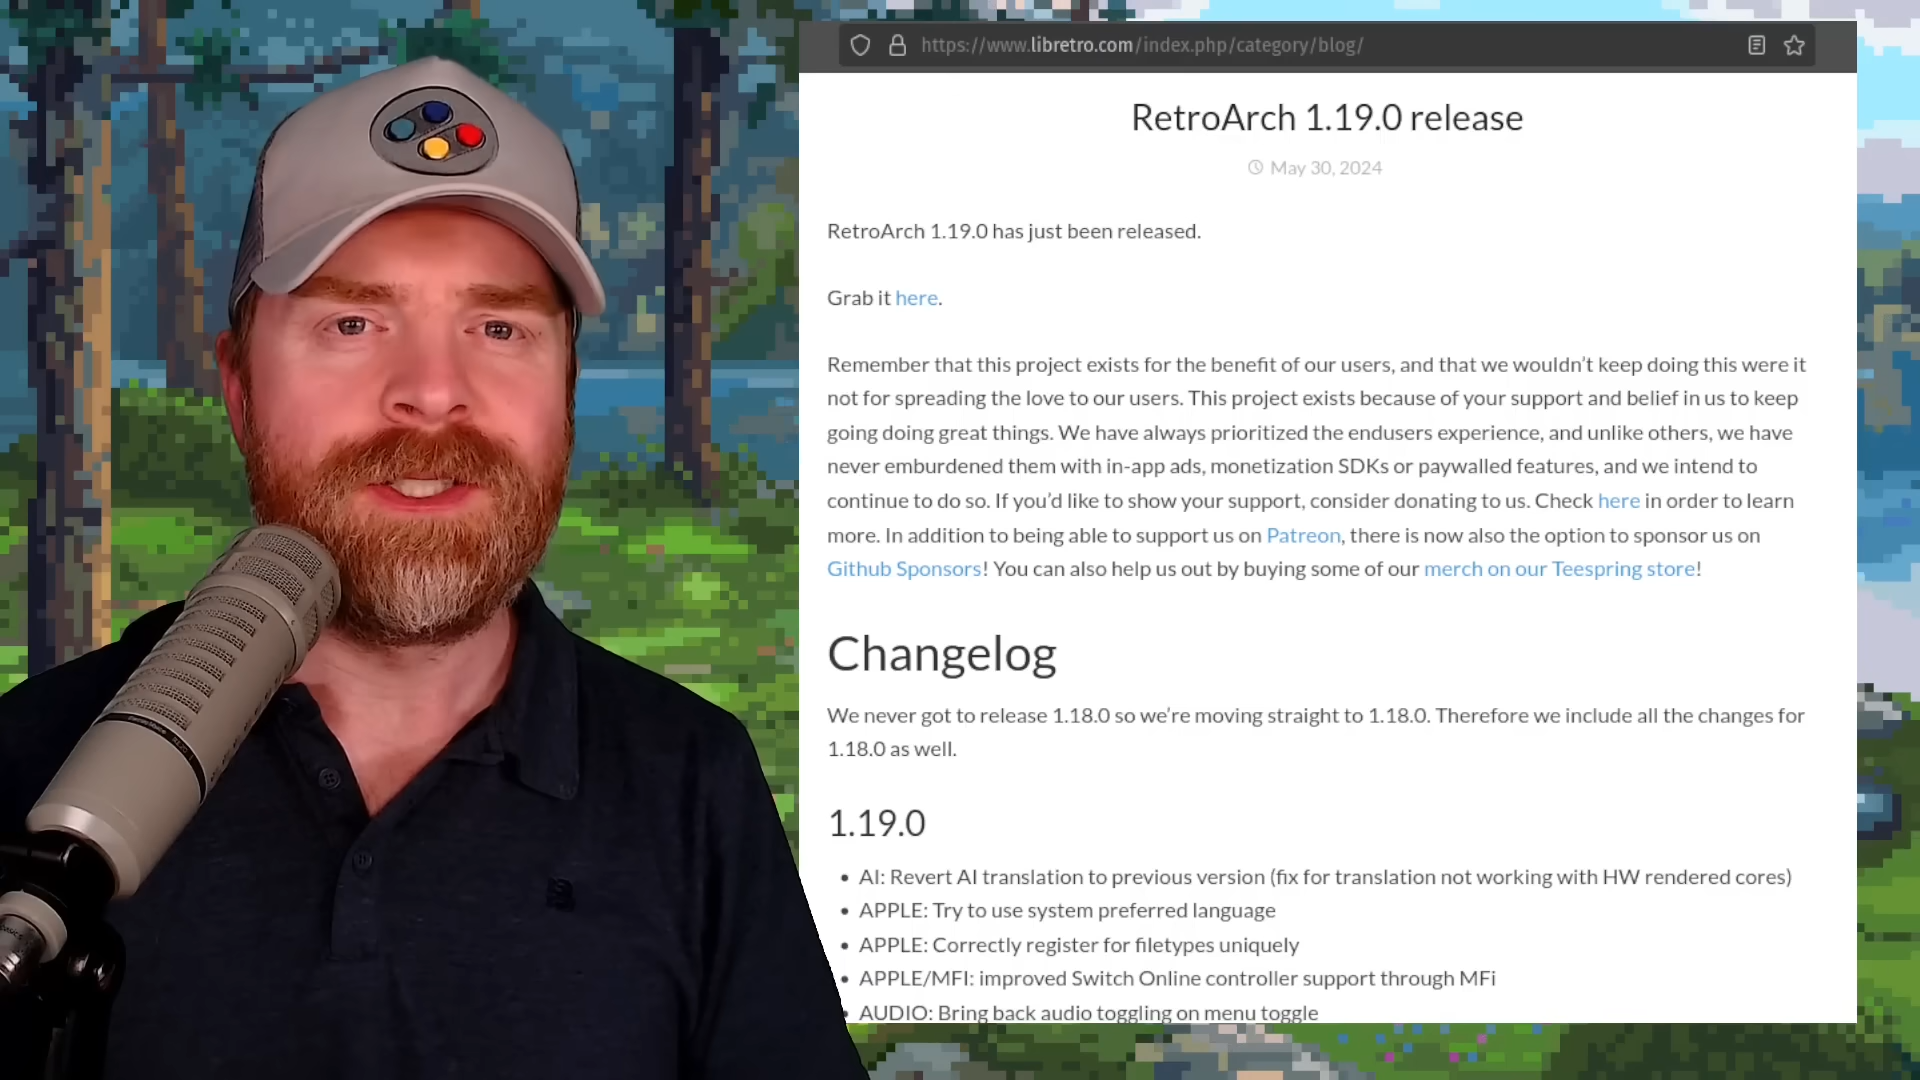 https://www.libretro.com/index.php/category/blog/
RetroArch 1.19.0 release
May 30, 2024
RetroArch 1.19.0 has just been released.
Grab it here.
Remember that this project exists for the benefit of our users, and that we wouldn’t keep doing this were it
not for spreading the love to our users. This project exists because of your support and belief in us to keep
going doing great things. We have always prioritized the endusers experience, and unlike others, we have
never emburdened them with in-app ads, monetization SDKs or paywalled features, and we intend to
continue to do so. If you’d like to show your support, consider donating to us. Check here in order to learn
more. In addition to being able to support us on Patreon, there is now also the option to sponsor us on
Github Sponsors! You can also help us out by buying some of our merch on our Teespring store!
Changelog
We never got to release 1.18.0 so we’re moving straight to 1.18.0. Therefore we include all the changes for
1.18.0 as well.
1.19.0
• AI: Revert AI translation to previous version (fix for translation not working with HW rendered cores)
• APPLE: Try to use system preferred language
• APPLE: Correctly register for filetypes uniquely
• APPLE/MFI: improved Switch Online controller support through MFi
• AUDIO: Bring back audio toggling on menu toggle